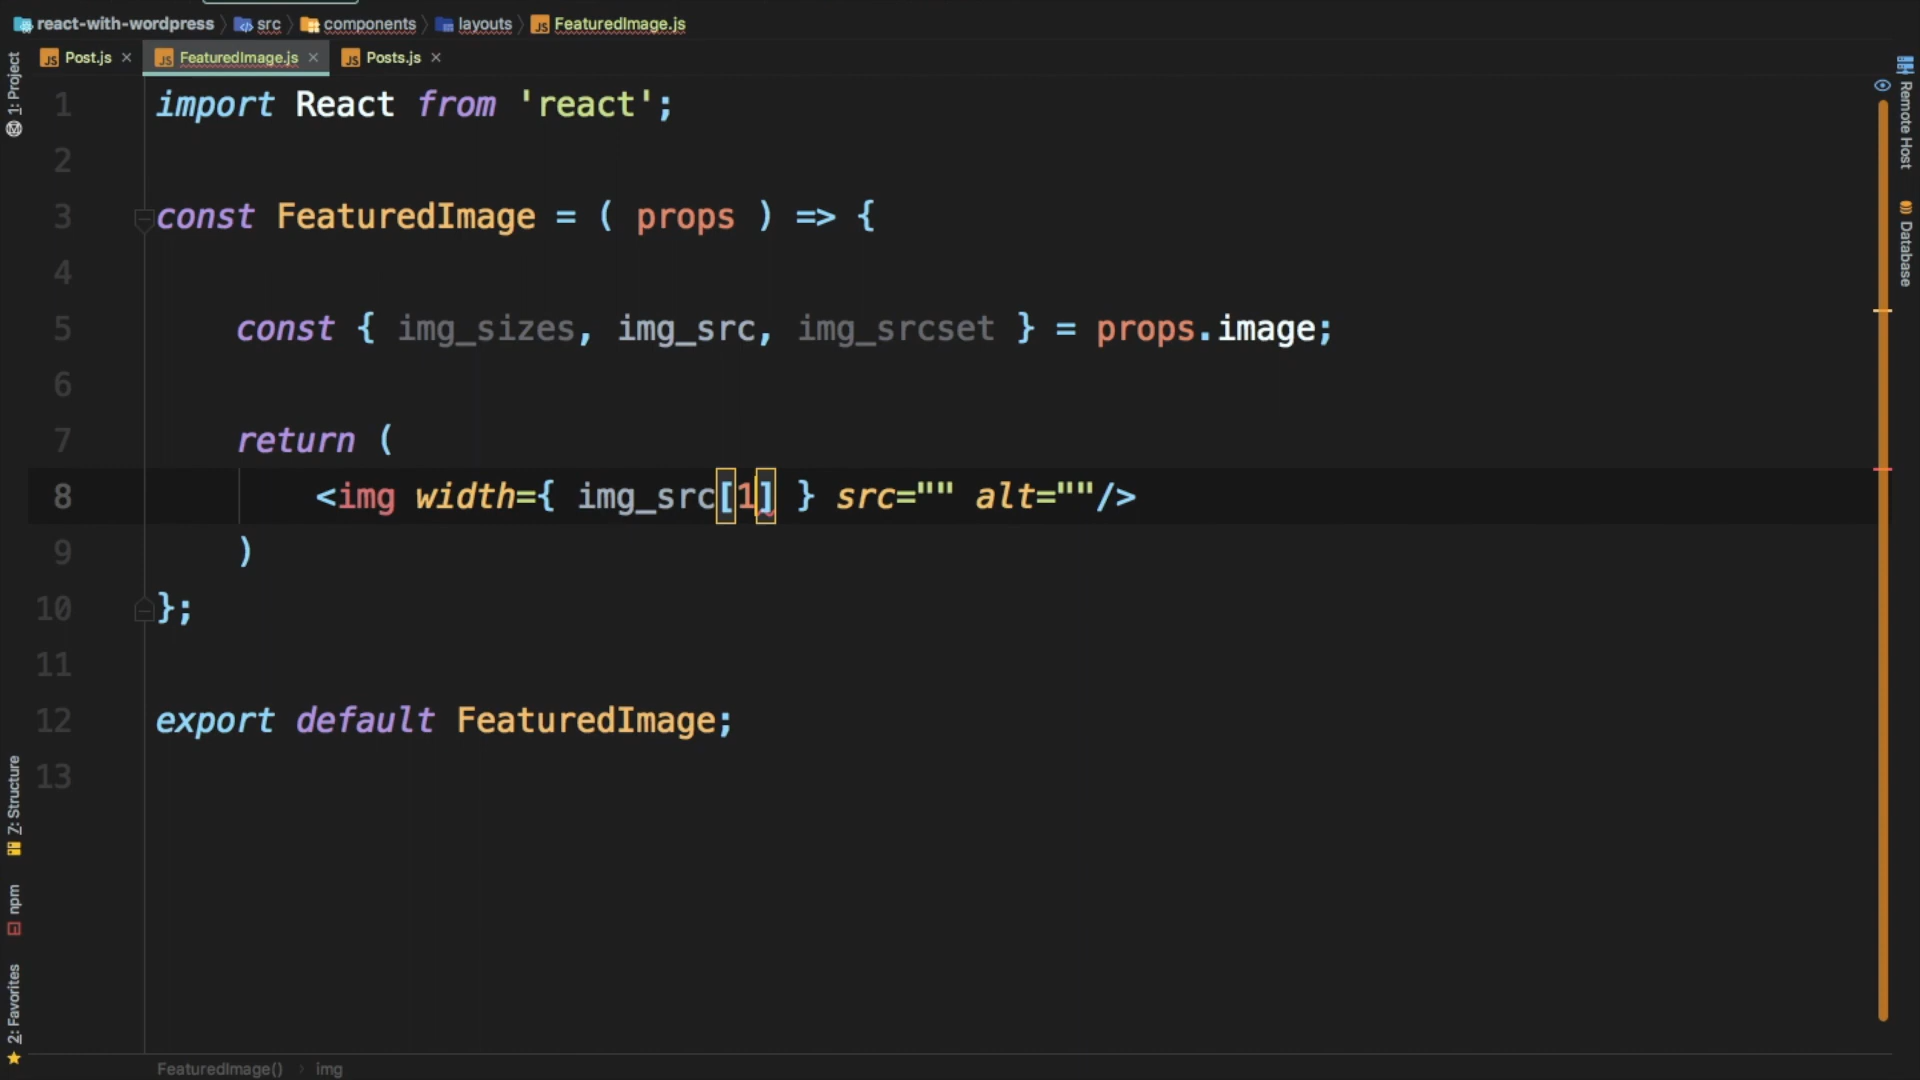 react-with-wordpress src components layouts FeaturedImage.js
Post.js FeaturedImage.js Posts.js
1: Project
Remote Host
Database
1 import React from 'react';
2
3 const FeaturedImage = ( props ) => {
4
5 const { img_sizes, img_src, img_srcset } = props.image;
6
7 return (
8 <img width={ img_src[1] } src="" alt=""/>
9 )
10 };
11
12 export default FeaturedImage;
13
Z: Structure
npm
2: Favorites
FeaturedImage() img